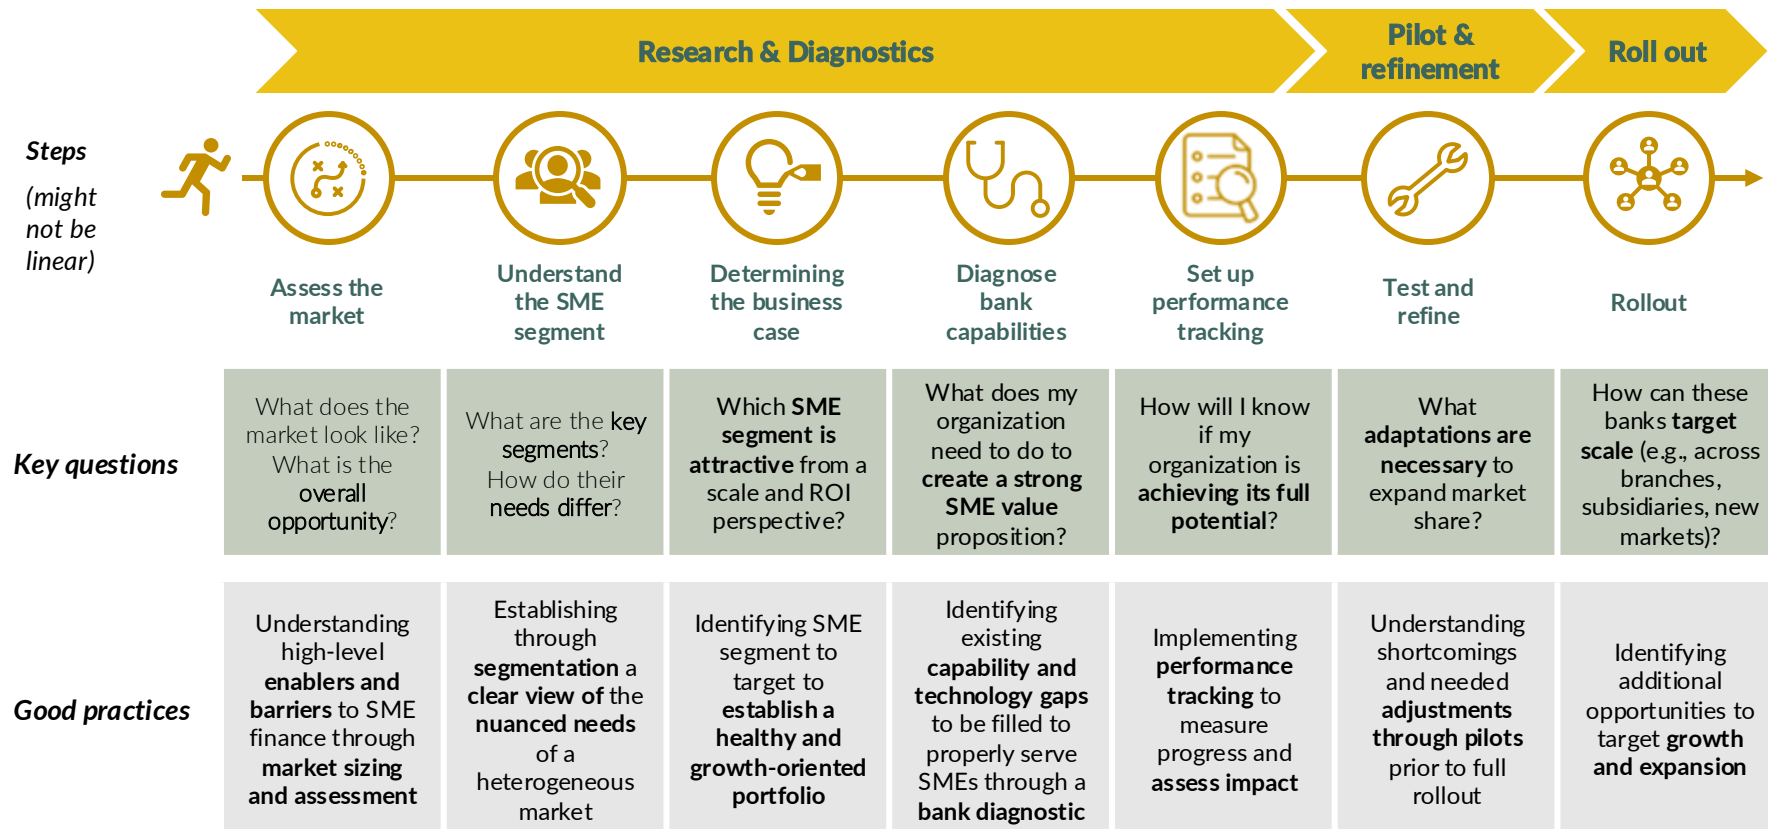 Research & Diagnostics
Pilot &
refinement
Roll out
Steps
(might
not be
linear)
Assess the
market
Understand
the SME
segment
Determining
the business
case
Diagnose
bank
capabilities
Set up
performance
tracking
Test and
refine
Rollout
Key questions
What does the
market look like?
What is the
overall
opportunity?
What are the key
segments?
How do their
needs differ?
Which SME
segment is
attractive from a
scale and ROI
perspective?
What does my
organization
need to do to
create a strong
SME value
proposition?
How will I know
if my
organization is
achieving its full
potential?
What
adaptations are
necessary to
expand market
share?
How can these
banks target
scale (e.g., across
branches,
subsidiaries, new
markets)?
Good practices
Understanding
high-level
enablers and
barriers to SME
finance through
market sizing
and assessment
Establishing
through
segmentation a
clear view of the
nuanced needs
of a
heterogeneous
market
Identifying SME
segment to
target to
establish a
healthy and
growth-oriented
portfolio
Identifying
existing
capability and
technology gaps
to be filled to
properly serve
SMEs through a
bank diagnostic
Implementing
performance
tracking to
measure
progress and
assess impact
Understanding
shortcomings
and needed
adjustments
through pilots
prior to full
rollout
Identifying
additional
opportunities to
target growth
and expansion